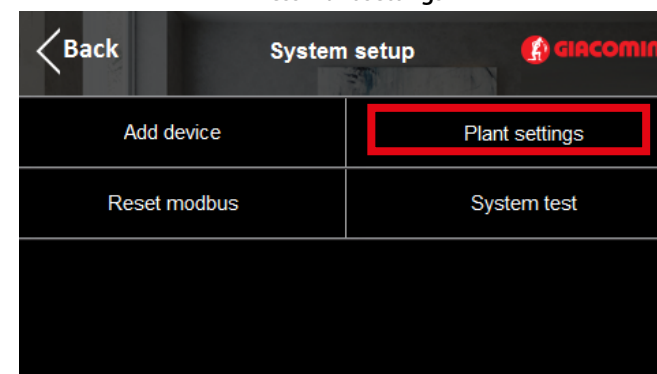 Back
System setup
GIACOMIN
Add device
Plant settings
Reset modbus
System test